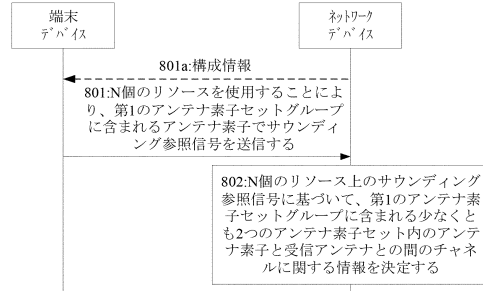 端末
ﾃﾞﾊﾞｲｽ
ﾈｯﾄﾜｰｸ
ﾃﾞﾊﾞｲｽ
801a:構成情報
801:N個のリソースを使用することによ
り、第1のアンテナ素子セットグループ
に含まれるアンテナ素子でサウンディ
ング参照信号を送信する
802:N個のリソース上のサウンディング
参照信号に基づいて、第1のアンテナ素
子セットグループに含まれる少なくと
も2つのアンテナ素子セット内のアンテ
ナ素子と受信アンテナとの間のチャネ
ルに関する情報を決定する